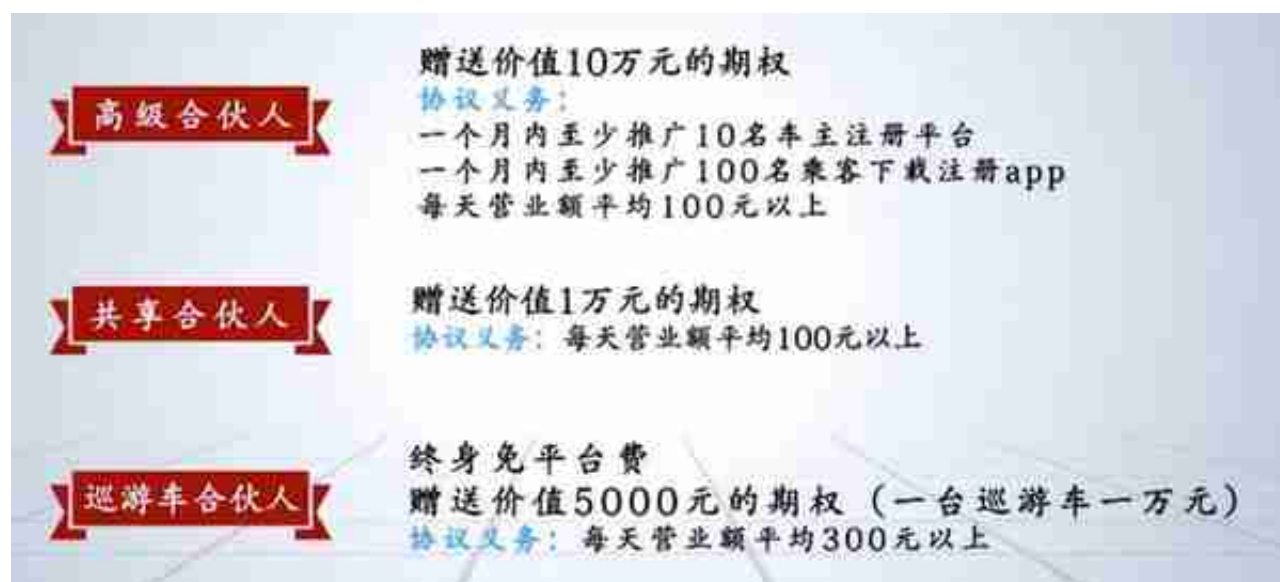 高级合伙人
赠送价值10万元的期权
协议义务：
一个月内至少推广10名车主注册平台
一个月内至少推广100名乘客下载注册app
每天营业额平均100元以上
共享合伙人
赠送价值1万元的期权
协议义务：每天营业额平均100元以上
巡游车合伙人
终身免平台费
赠送价值5000元的期权（一台巡游车一万元）
协议义务：每天营业额平均300元以上